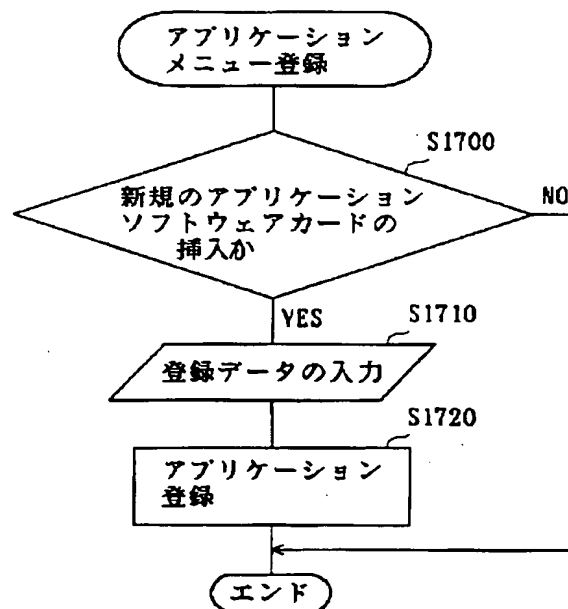 アプリケーション
メニュー登録
S1700
新規のアプリケーション
ソフトウェアカードの
挿入か
NO
YES
S1710
登録データの入力
S1720
アプリケーション
登録
エンド